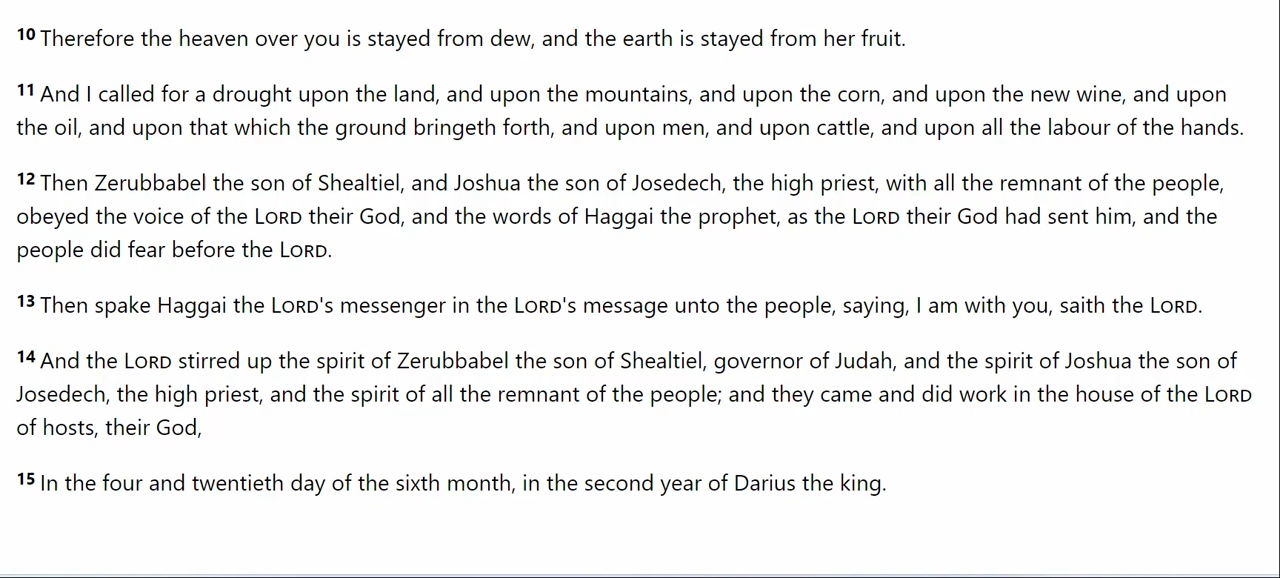 10 Therefore the heaven over you is stayed from dew, and the earth is stayed from her fruit.
11 And I called for a drought upon the land, and upon the mountains, and upon the corn, and upon the new wine, and upon
the oil, and upon that which the ground bringeth forth, and upon men, and upon cattle, and upon all the labour of the hands.
12 Then Zerubbabel the son of Shealtiel, and Joshua the son of Josedech, the high priest, with all the remnant of the people,
obeyed the voice of the LORD their God, and the words of Haggai the prophet, as the LORD their God had sent him, and the
people did fear before the LORD.
13 Then spake Haggai the LORD's messenger in the LORD's message unto the people, saying, I am with you, saith the LORD.
14 And the LORD stirred up the spirit of Zerubbabel the son of Shealtiel, governor of Judah, and the spirit of Joshua the son of
Josedech, the high priest, and the spirit of all the remnant of the people; and they came and did work in the house of the LORD
of hosts, their God,
15 In the four and twentieth day of the sixth month, in the second year of Darius the king.